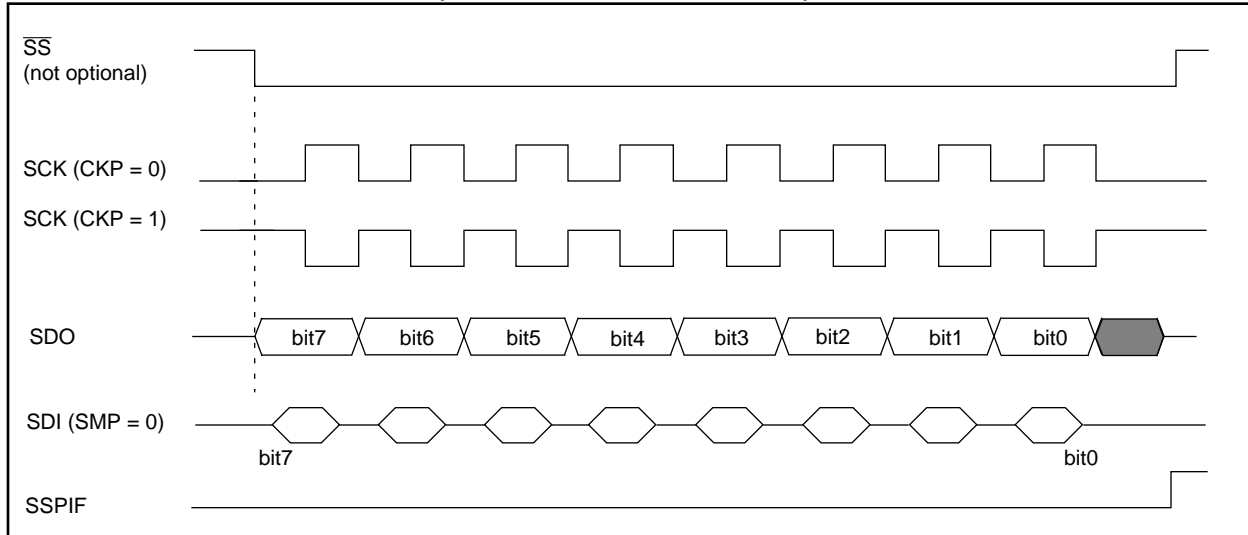 SS
(not optional)
SCK (CKP = 0)
SCK (CKP = 1)
SDO
bit7 bit6 bit5 bit4 bit3 bit2 bit1 bit0
SDI (SMP = 0)
bit7 bit0
SSPIF